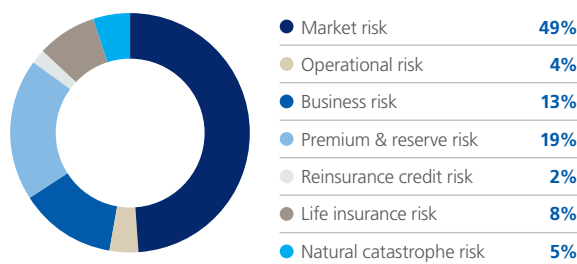 Market risk 49%
Operational risk 4%
Business risk 13%
Premium & reserve risk 19%
Reinsurance credit risk 2%
Life insurance risk 8%
Natural catastrophe risk 5%